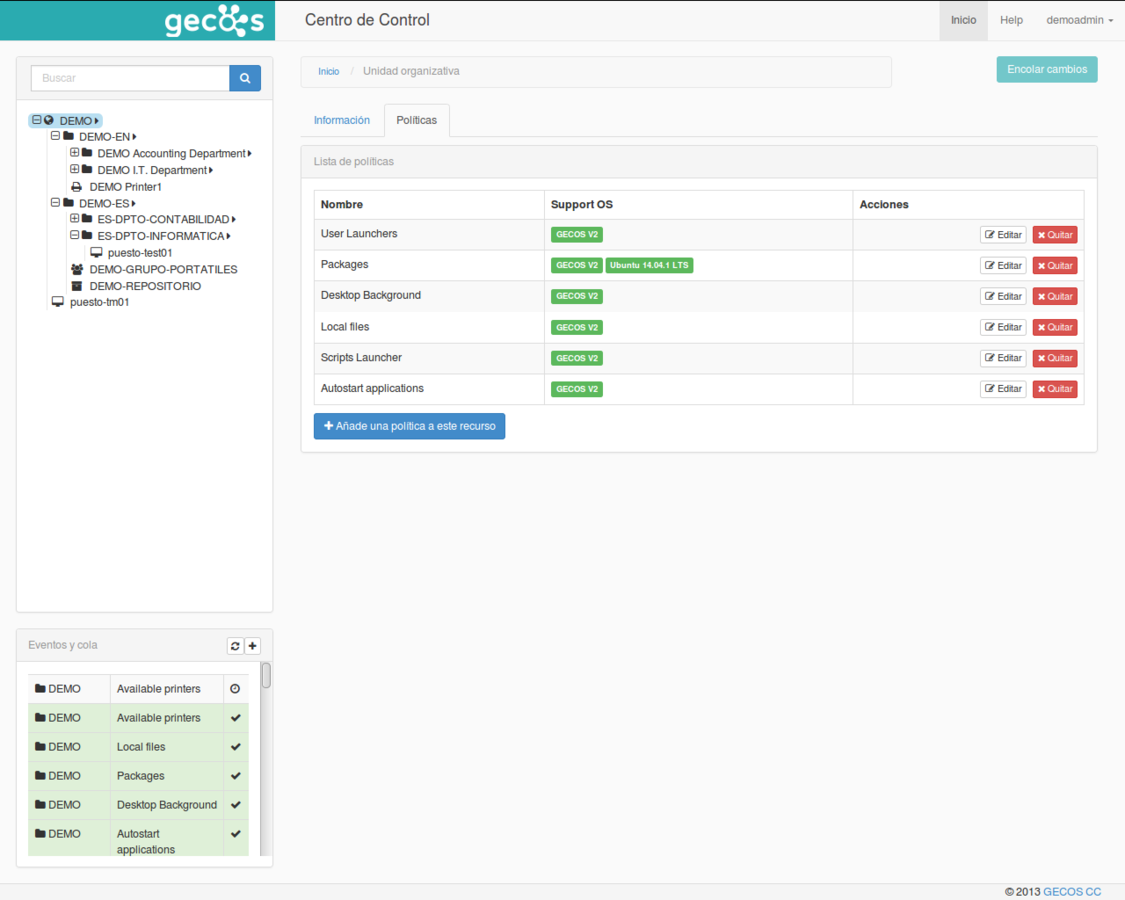 gecos
Centro de Control
Inicio
Help
demoadmin
Buscar
Inicio / Unidad organizativa
Encolar cambios
DEMO
DEMO-EN
DEMO Accounting Department
DEMO I.T. Department
DEMO Printer1
DEMO-ES
ES-DPTO-CONTABILIDAD
ES-DPTO-INFORMATICA
puesto-test01
DEMO-GRUPO-PORTATILES
DEMO-REPOSITORIO
puesto-tm01
Información
Políticas
Lista de políticas
Nombre Support OS Acciones
User Launchers GECOS V2 Editar Quitar
Packages GECOS V2 Ubuntu 14.04.1 LTS Editar Quitar
Desktop Background GECOS V2 Editar Quitar
Local files GECOS V2 Editar Quitar
Scripts Launcher GECOS V2 Editar Quitar
Autostart applications GECOS V2 Editar Quitar
Añade una política a este recurso
Eventos y cola
DEMO Available printers
DEMO Available printers
DEMO Local files
DEMO Packages
DEMO Desktop Background
DEMO Autostart
applications
© 2013 GECOS CC